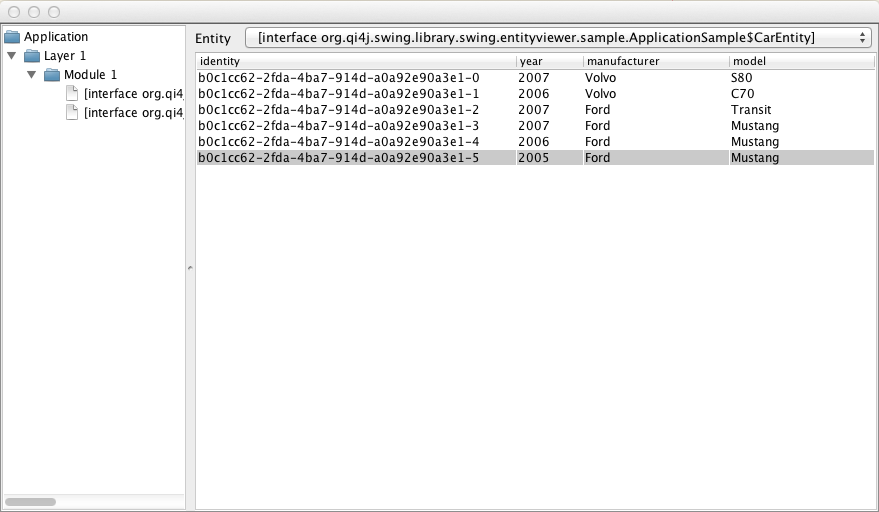 Application
Layer 1
Module 1
[interface org.qi4j
[interface org.qi4j
Entity [interface org.qi4j.swing.library.swing.entityviewer.sample.ApplicationSample$CarEntity]
identity year manufacturer model
b0c1cc62-2fda-4ba7-914d-a0a92e90a3e1-0 2007 Volvo S80
b0c1cc62-2fda-4ba7-914d-a0a92e90a3e1-1 2006 Volvo C70
b0c1cc62-2fda-4ba7-914d-a0a92e90a3e1-2 2007 Ford Transit
b0c1cc62-2fda-4ba7-914d-a0a92e90a3e1-3 2007 Ford Mustang
b0c1cc62-2fda-4ba7-914d-a0a92e90a3e1-4 2006 Ford Mustang
b0c1cc62-2fda-4ba7-914d-a0a92e90a3e1-5 2005 Ford Mustang